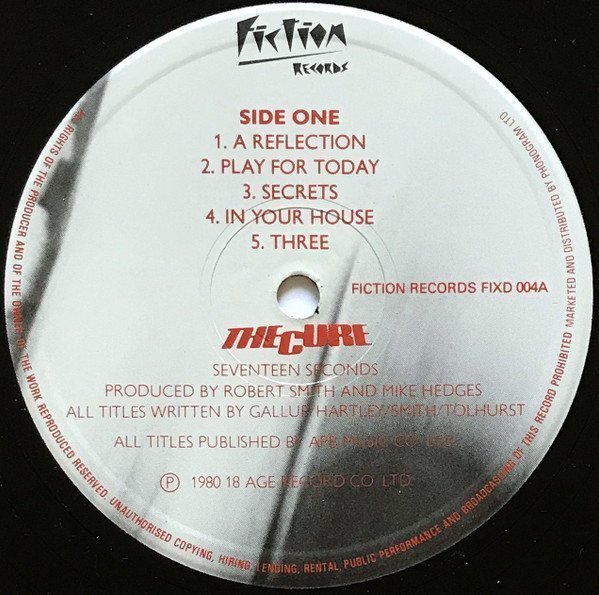 Fiction
Records
SIDE ONE
1. A REFLECTION
2. PLAY FOR TODAY
3. SECRETS
4. IN YOUR HOUSE
5. THREE
FICTION RECORDS FIXD 004A
THE CURE
SEVENTEEN SECONDS
PRODUCED BY ROBERT SMITH AND MIKE HEDGES
ALL TITLES WRITTEN BY GALLUP/HARTLEY/SMITH/TOLHURST
ALL TITLES PUBLISHED BY APB MUSIC CO. LTD.
Ⓟ 1980 18 AGE RECORD CO LTD.
ALL RIGHTS OF THE PRODUCER AND OF THE OWNER OF THE WORK REPRODUCED RESERVED. UNAUTHORISED COPYING, HIRING, LENDING, RENTAL, PUBLIC PERFORMANCE AND BROADCASTING OF THIS RECORD PROHIBITED MARKETED AND DISTRIBUTED BY PHONOGRAM LTD